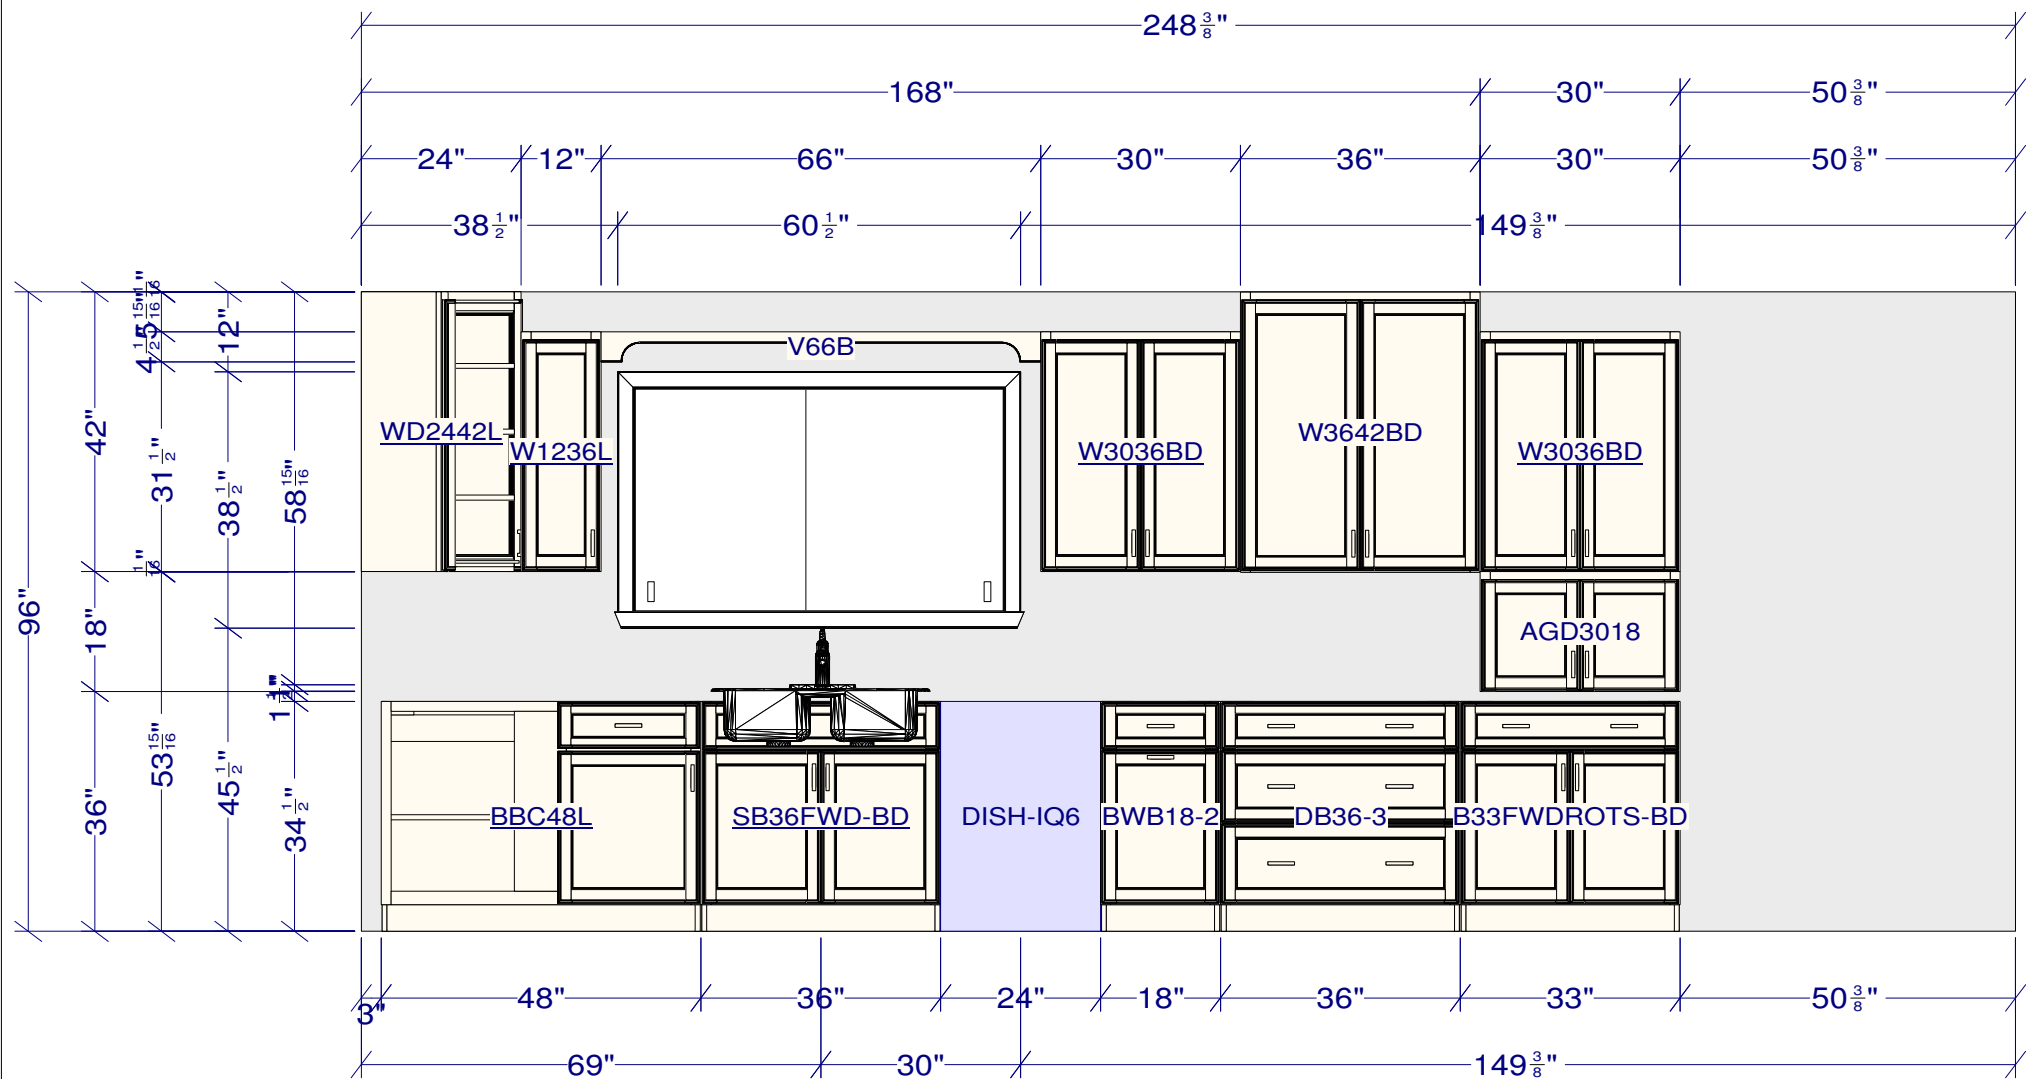 248 3/8"
168" 30" 50 3/8"
24" 12" 66" 30" 36" 30" 50 3/8"
38 1/2" 60 1/2" 149 3/8"
96"
42" 18" 36"
4 1/2" 31 1/2" 53 15/16"
12" 38 1/2" 45 1/2"
58 15/16" 34 1/2"
V66B
WD2442L W1236L W3036BD W3642BD W3036BD
AGD3018
BBC48L SB36FWD-BD DISH-IQ6 BWB18-2 DB36-3 B33FWDROTS-BD
3" 48" 36" 24" 18" 36" 33" 50 3/8"
69" 30" 149 3/8"